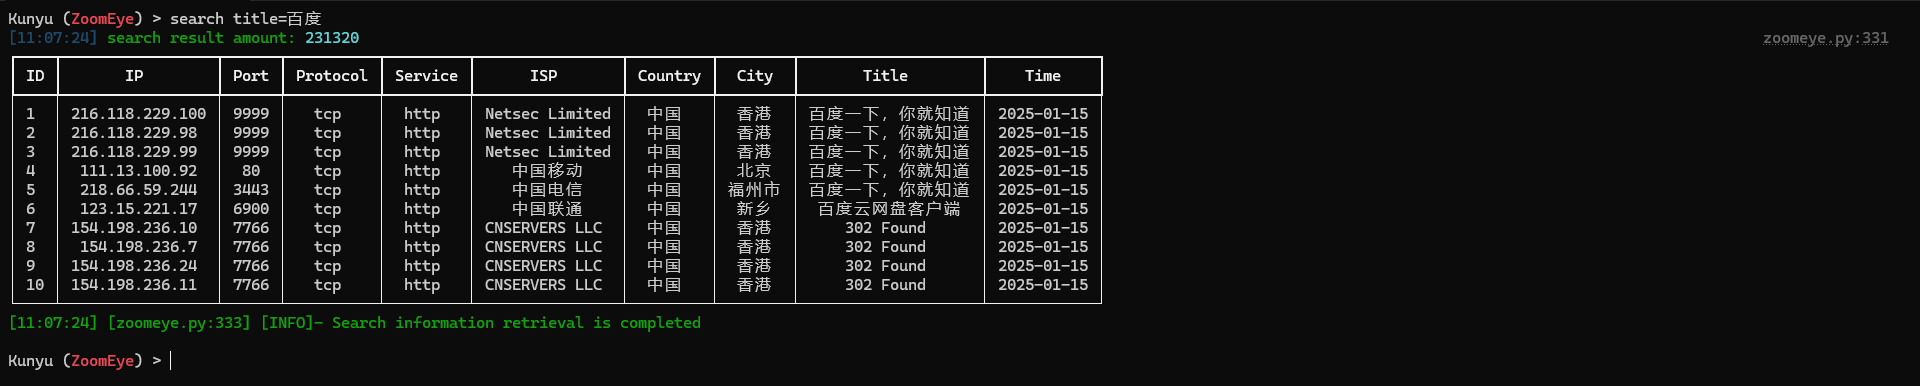 Kunyu (ZoomEye) > search title=百度
[11:07:24] search result amount: 231320 zoomeye.py:331
ID IP Port Protocol Service ISP Country City Title Time
1 216.118.229.100 9999 tcp http Netsec Limited 中国 香港 百度一下，你就知道 2025-01-15
2 216.118.229.98 9999 tcp http Netsec Limited 中国 香港 百度一下，你就知道 2025-01-15
3 216.118.229.99 9999 tcp http Netsec Limited 中国 香港 百度一下，你就知道 2025-01-15
4 111.13.100.92 80 tcp http 中国移动 中国 北京 百度一下，你就知道 2025-01-15
5 218.66.59.244 3443 tcp http 中国电信 中国 福州市 百度一下，你就知道 2025-01-15
6 123.15.221.17 6900 tcp http 中国联通 中国 新乡 百度云网盘客户端 2025-01-15
7 154.198.236.10 7766 tcp http CNSERVERS LLC 中国 香港 302 Found 2025-01-15
8 154.198.236.7 7766 tcp http CNSERVERS LLC 中国 香港 302 Found 2025-01-15
9 154.198.236.24 7766 tcp http CNSERVERS LLC 中国 香港 302 Found 2025-01-15
10 154.198.236.11 7766 tcp http CNSERVERS LLC 中国 香港 302 Found 2025-01-15
[11:07:24] [zoomeye.py:333] [INFO]- Search information retrieval is completed
Kunyu (ZoomEye) >